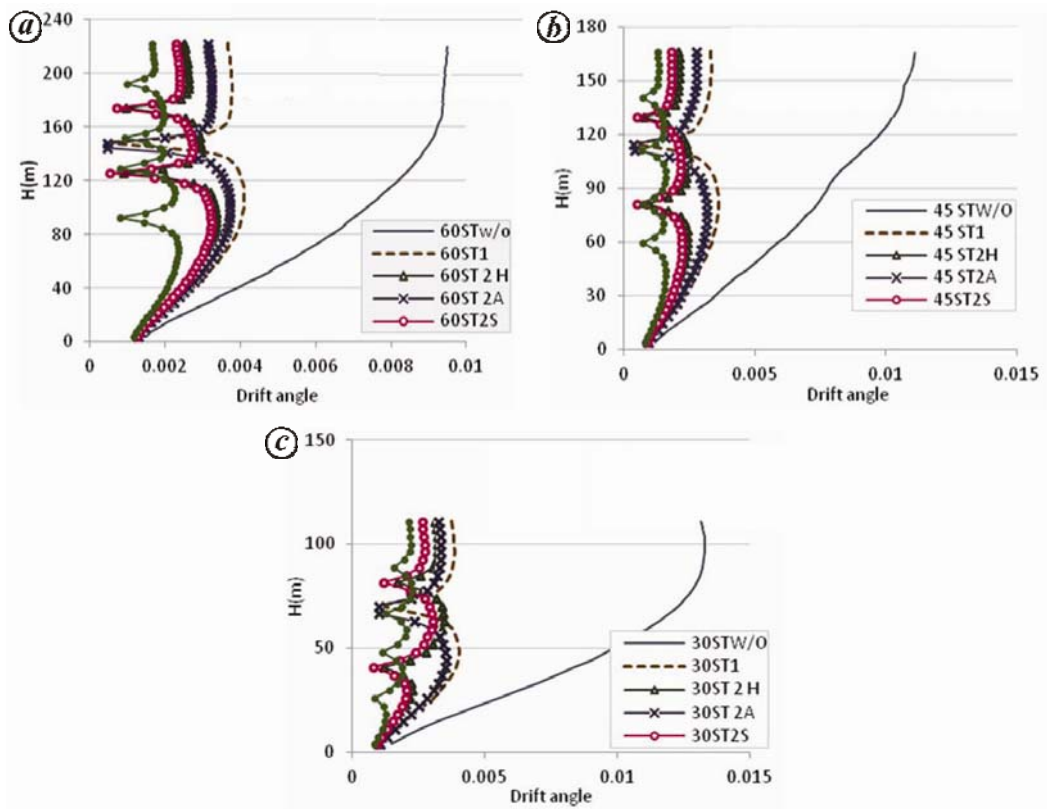 a
240
200
160
120
80
40
0
H(m)
0 0.002 0.004 0.006 0.008 0.01
Drift angle
60STw/o
60ST1
60ST 2 H
60ST 2A
60ST2S
b
180
150
120
90
60
30
0
H(m)
0 0.005 0.01 0.015
Drift angle
45 STW/O
45 ST1
45 ST2H
45 ST2A
45ST2S
c
150
100
50
0
H(m)
0 0.005 0.01 0.015
Drift angle
30STW/O
30ST1
30ST 2 H
30ST 2A
30ST2S